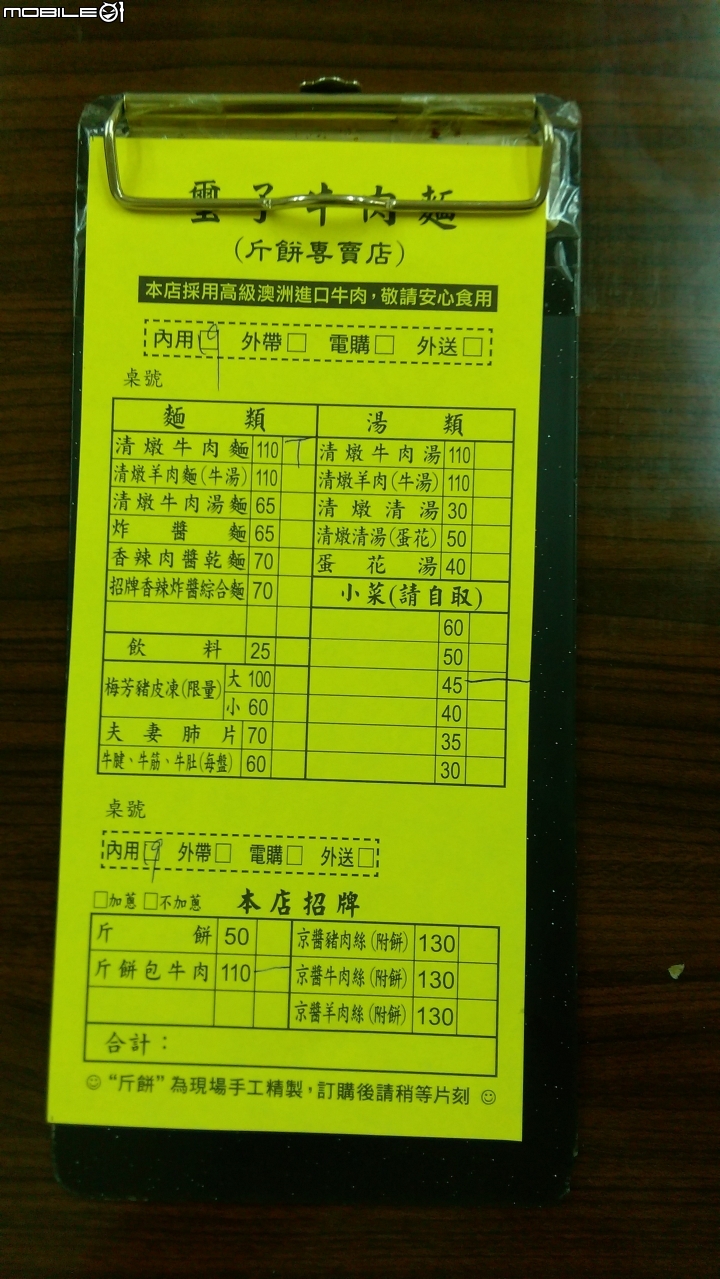 MOBILE01
璽子牛肉麵
(斤餅專賣店)
本店採用高級澳洲進口牛肉，敬請安心食用
內用□ 外帶□ 電購□ 外送□
9
桌號
麵類
清燉牛肉麵 110 一
清燉羊肉麵(牛湯) 110
清燉牛肉湯麵 65
炸醬麵 65
香辣肉醬乾麵 70
招牌香辣炸醬綜合麵 70
飲料 25
梅芳豬皮凍(限量) 大 100
小 60
夫妻肺片 70
牛腱、牛筋、牛肚(每盤) 60
湯類
清燉牛肉湯 110
清燉羊肉(牛湯) 110
清燉清湯 30
清燉清湯(蛋花) 50
蛋花湯 40
小菜(請自取)
60
50
45 一
40
35
30
桌號
內用□ 外帶□ 電購□ 外送□
9
□加蔥 □不加蔥 本店招牌
斤餅 50
斤餅包牛肉 110 一
京醬豬肉絲(附餅) 130
京醬牛肉絲(附餅) 130
京醬羊肉絲(附餅) 130
合計：
☺“斤餅”為現場手工精製，訂購後請稍等片刻☺